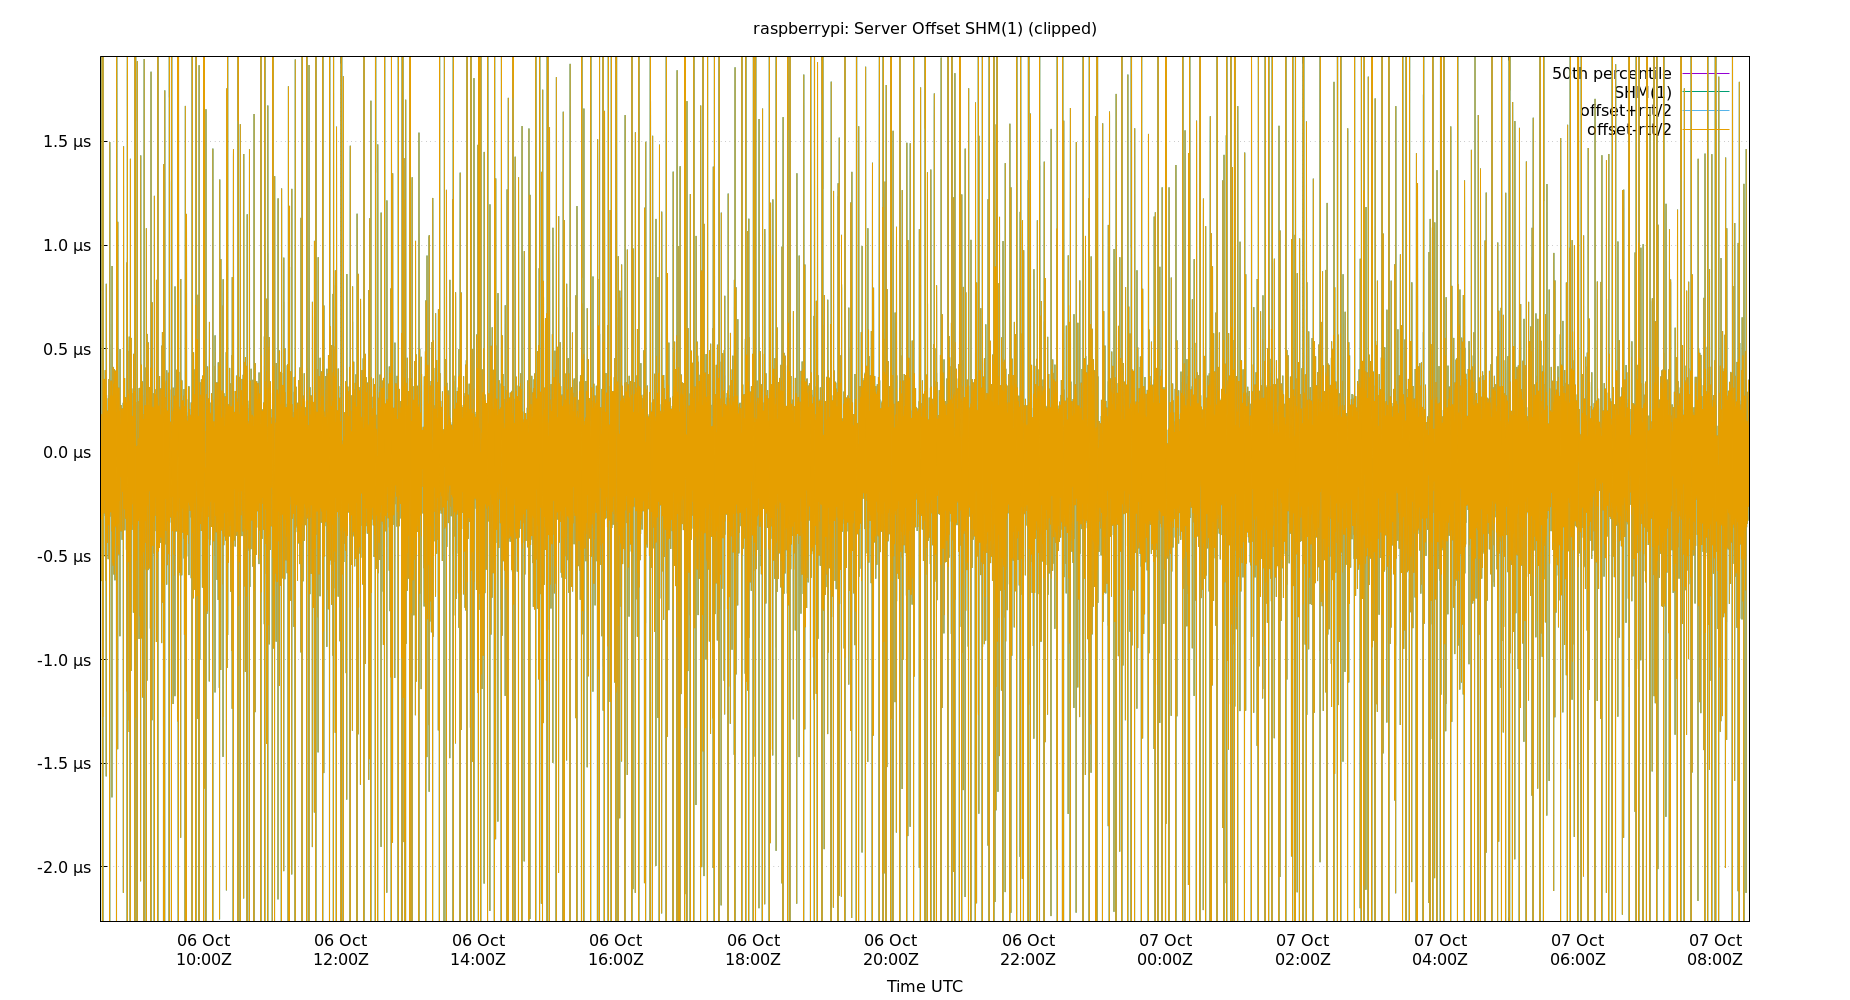 raspberrypi: Server Offset SHM(1) (clipped)
50th percentile
SHM(1)
offset+rtt/2
offset-rtt/2
1.5 µs
1.0 µs
0.5 µs
0.0 µs
-0.5 µs
-1.0 µs
-1.5 µs
-2.0 µs
06 Oct 06 Oct 06 Oct 06 Oct 06 Oct 06 Oct 06 Oct 07 Oct 07 Oct 07 Oct 07 Oct 07 Oct
10:00Z 12:00Z 14:00Z 16:00Z 18:00Z 20:00Z 22:00Z 00:00Z 02:00Z 04:00Z 06:00Z 08:00Z
Time UTC